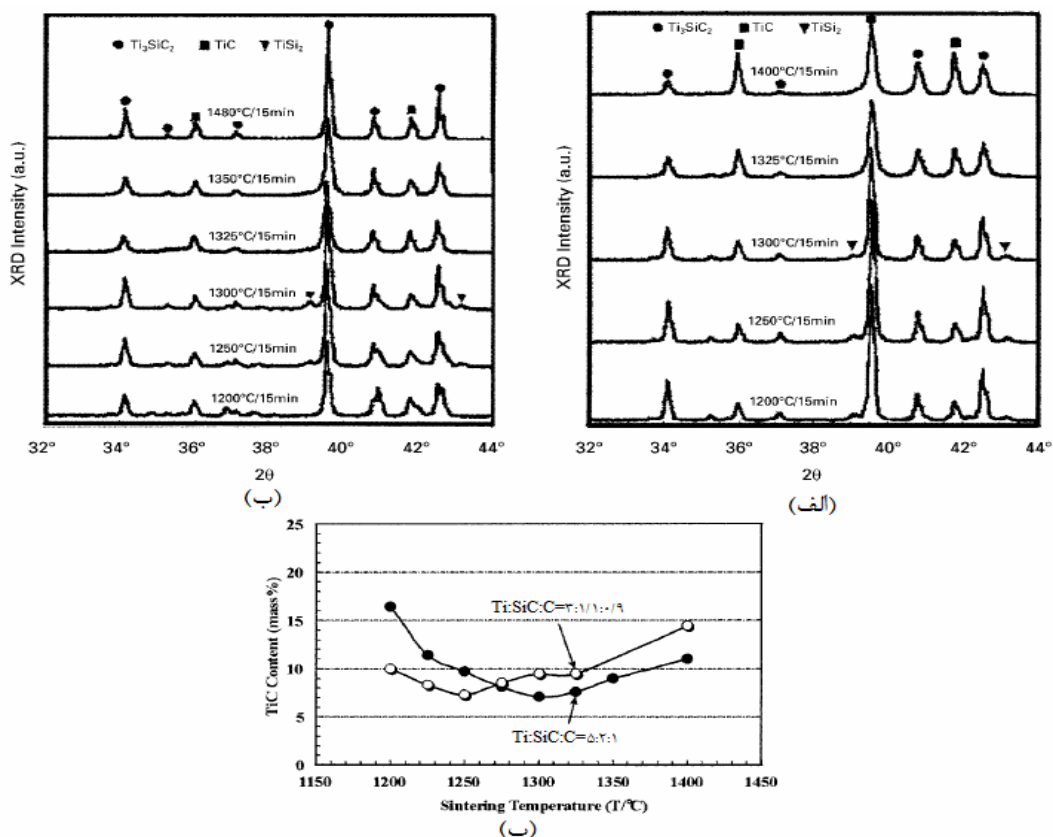 Ti₃SiC₂ TiC TiSi₂
1480°C/15min
1350°C/15min
1325°C/15min
1300°C/15min
1250°C/15min
1200°C/15min
XRD Intensity (a.u.)
32° 34° 36° 38° 40° 42° 44°
2θ
(ب)
Ti₃SiC₂ TiC TiSi₂
1400°C/15min
1325°C/15min
1300°C/15min
1250°C/15min
1200°C/15min
XRD Intensity (a.u.)
32° 34° 36° 38° 40° 42° 44°
2θ
(الف)
25
20
15
10
5
0
TiC Content (mass%)
Ti:SiC:C=۳:۱/۱:۰/۹
Ti:SiC:C=۵:۲:۱
1150 1200 1250 1300 1350 1400 1450
Sintering Temperature (T/°C)
(ب)